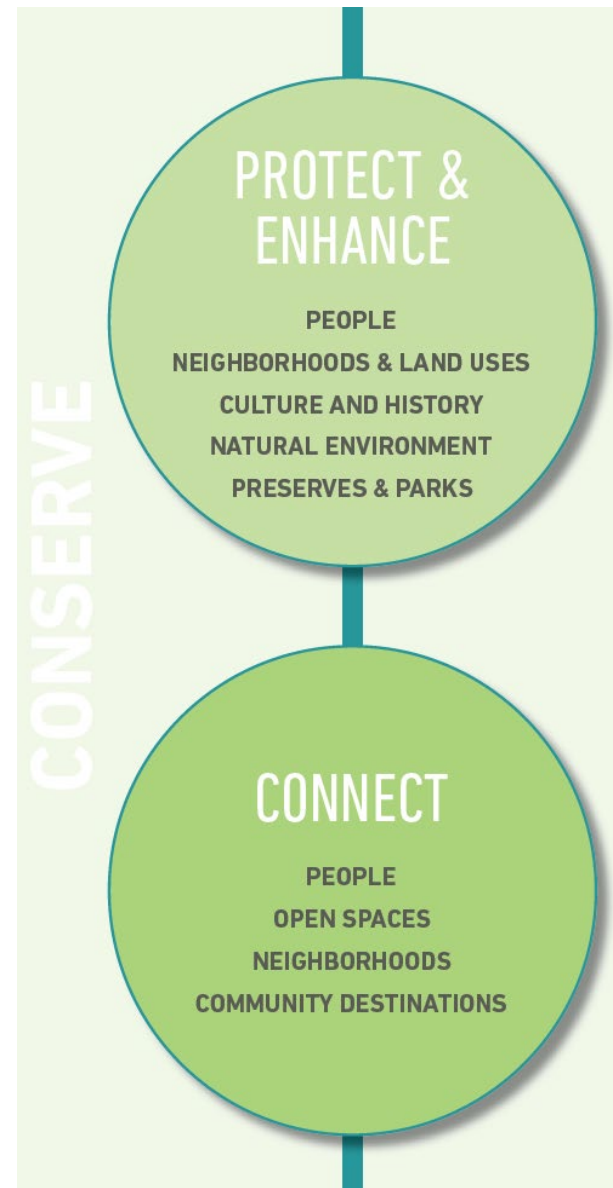 CONSERVE
PROTECT &
ENHANCE
PEOPLE
NEIGHBORHOODS & LAND USES
CULTURE AND HISTORY
NATURAL ENVIRONMENT
PRESERVES & PARKS
CONNECT
PEOPLE
OPEN SPACES
NEIGHBORHOODS
COMMUNITY DESTINATIONS